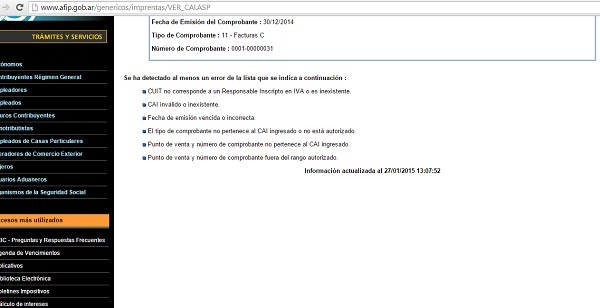 www.afip.gob.ar/genericos/imprentas/VER_CAI.ASP
TRÁMITES Y SERVICIOS
Fecha de Emisión del Comprobante : 30/12/2014
Tipo de Comprobante : 11 - Facturas C
Número de Comprobante : 0001-00000031
Se ha detectado al menos un error de la lista que se indica a continuación :
CUIT no corresponde a un Responsable Inscripto en IVA o es inexistente.
CAI inválido o inexistente.
Fecha de emisión vencida o incorrecta.
El tipo de comprobante no pertenece al CAI ingresado o no está autorizado.
Punto de venta y número de comprobante no pertenece al CAI ingresado.
Punto de venta y número de comprobante fuera del rango autorizado.
Información actualizada al 27/01/2015 13:07:52
ónomos
ntribuyentes Régimen General
pleadores
pleados
uros Contribuyentes
notributistas
pleados de Casas Particulares
eradores de Comercio Exterior
jeros
uarios Aduaneros
ganismos de la Seguridad Social
ccesos más utilizados
IC - Preguntas y Respuestas Frecuentes
genda de Vencimientos
plicativos
iblioteca Electrónica
oletines Impositivos
álculo de intereses